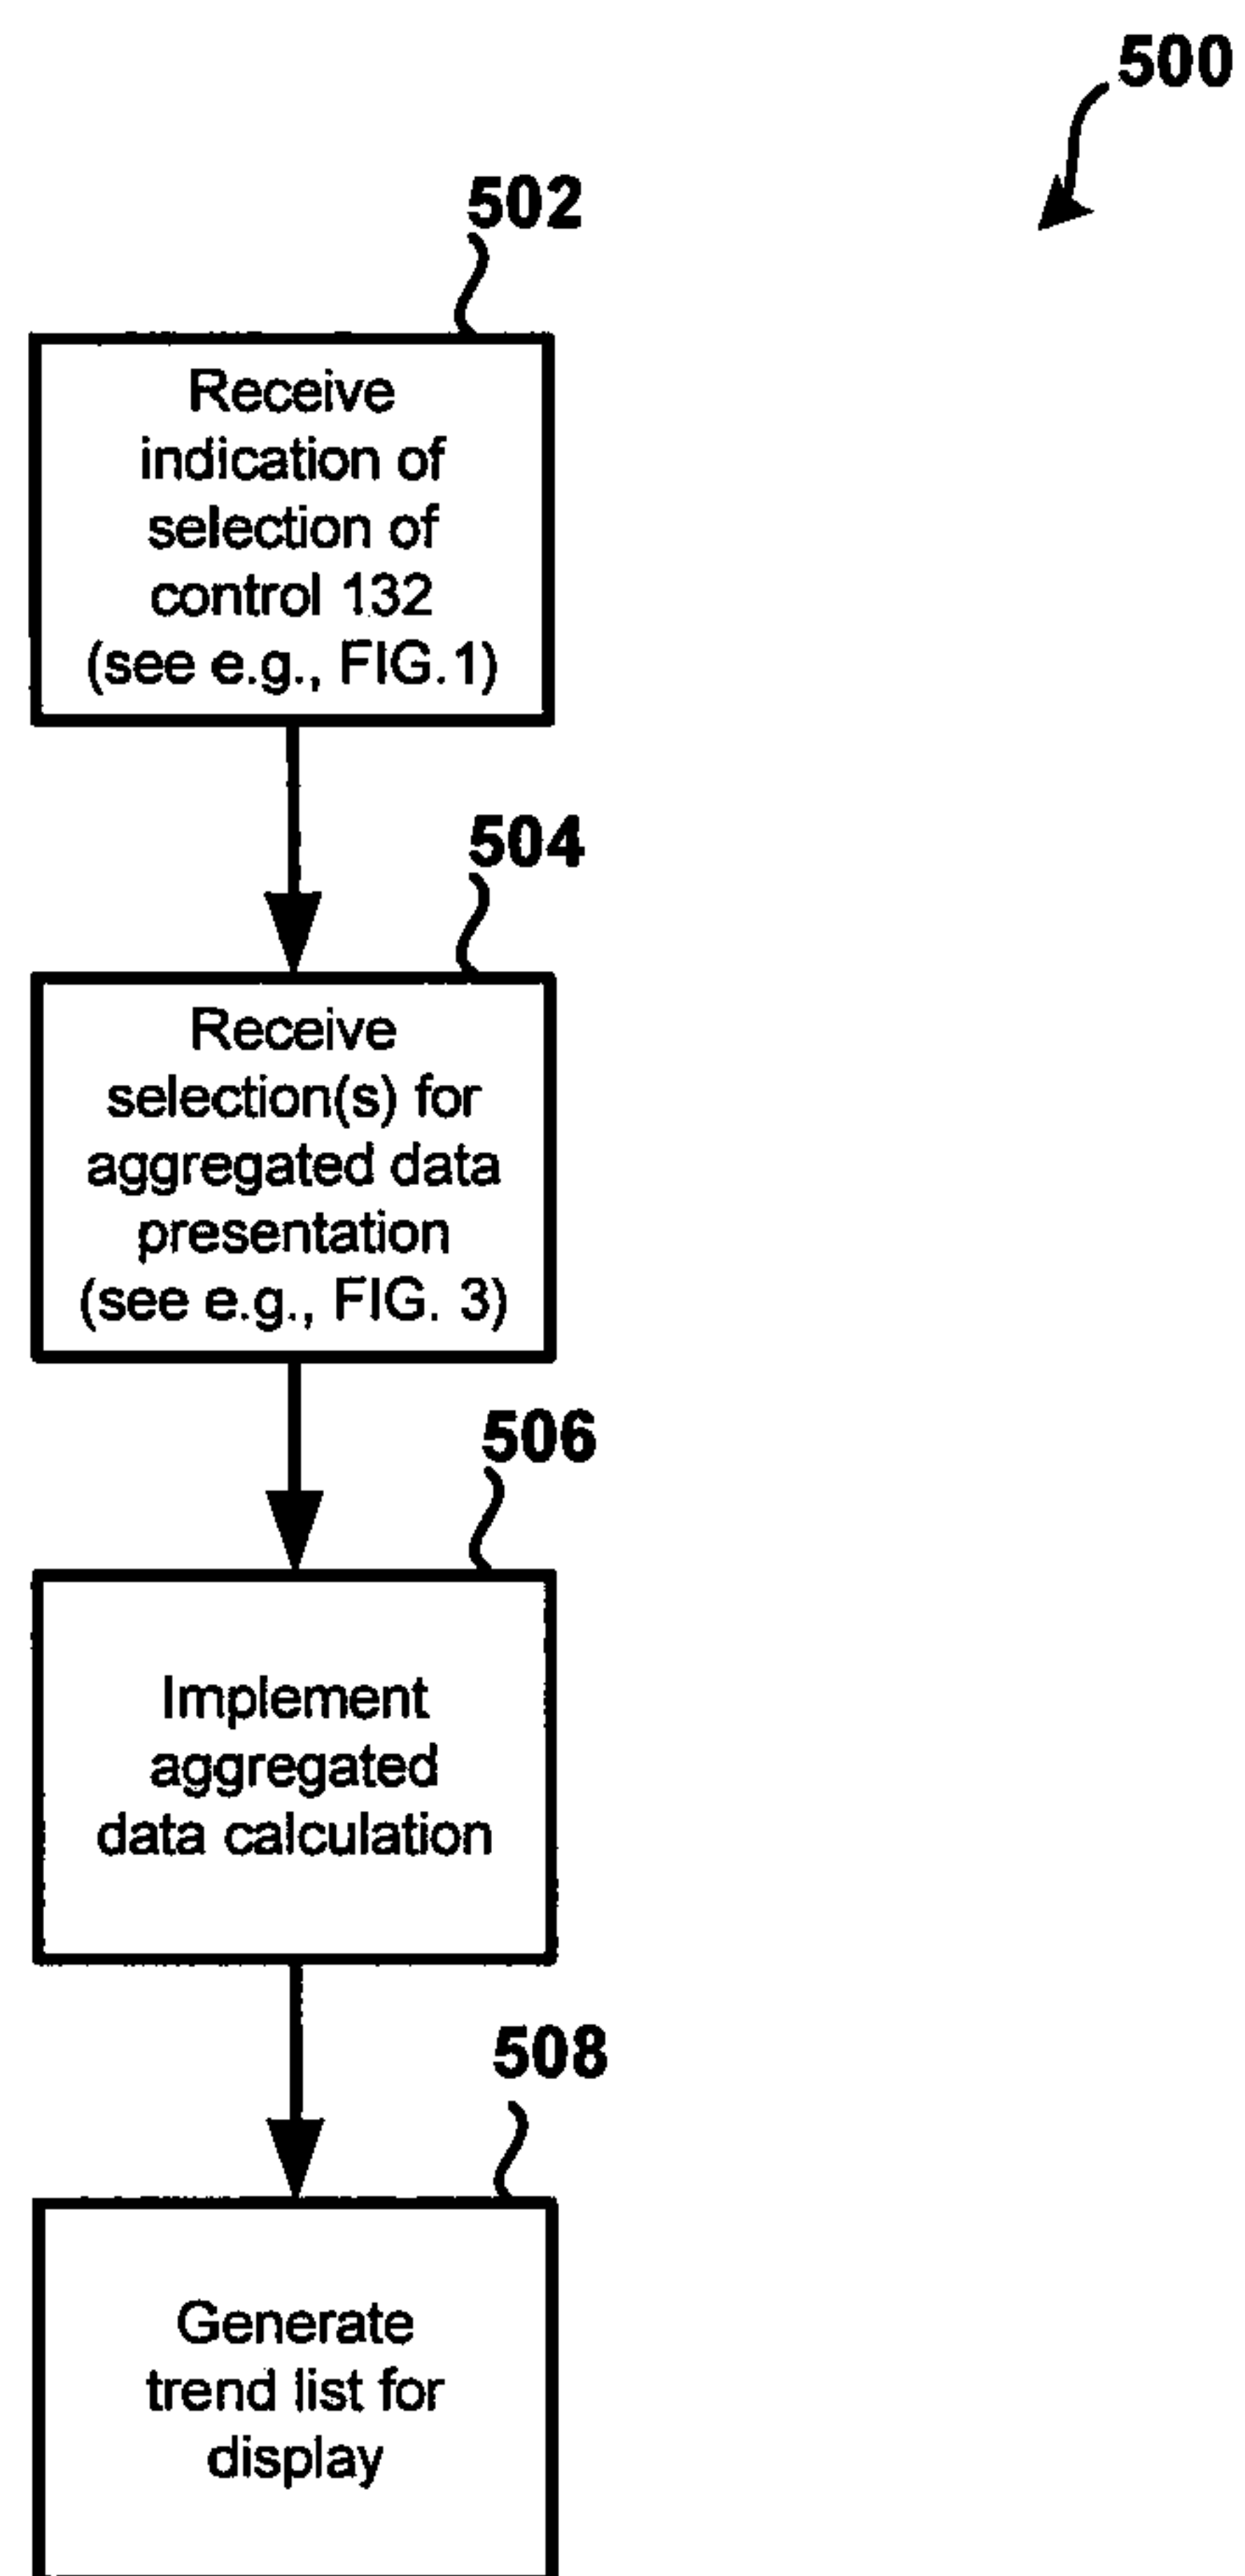 500
502
Receive
indication of
selection of
control 132
(see e.g., FIG.1)
504
Receive
selection(s) for
aggregated data
presentation
(see e.g., FIG. 3)
506
Implement
aggregated
data calculation
508
Generate
trend list for
display